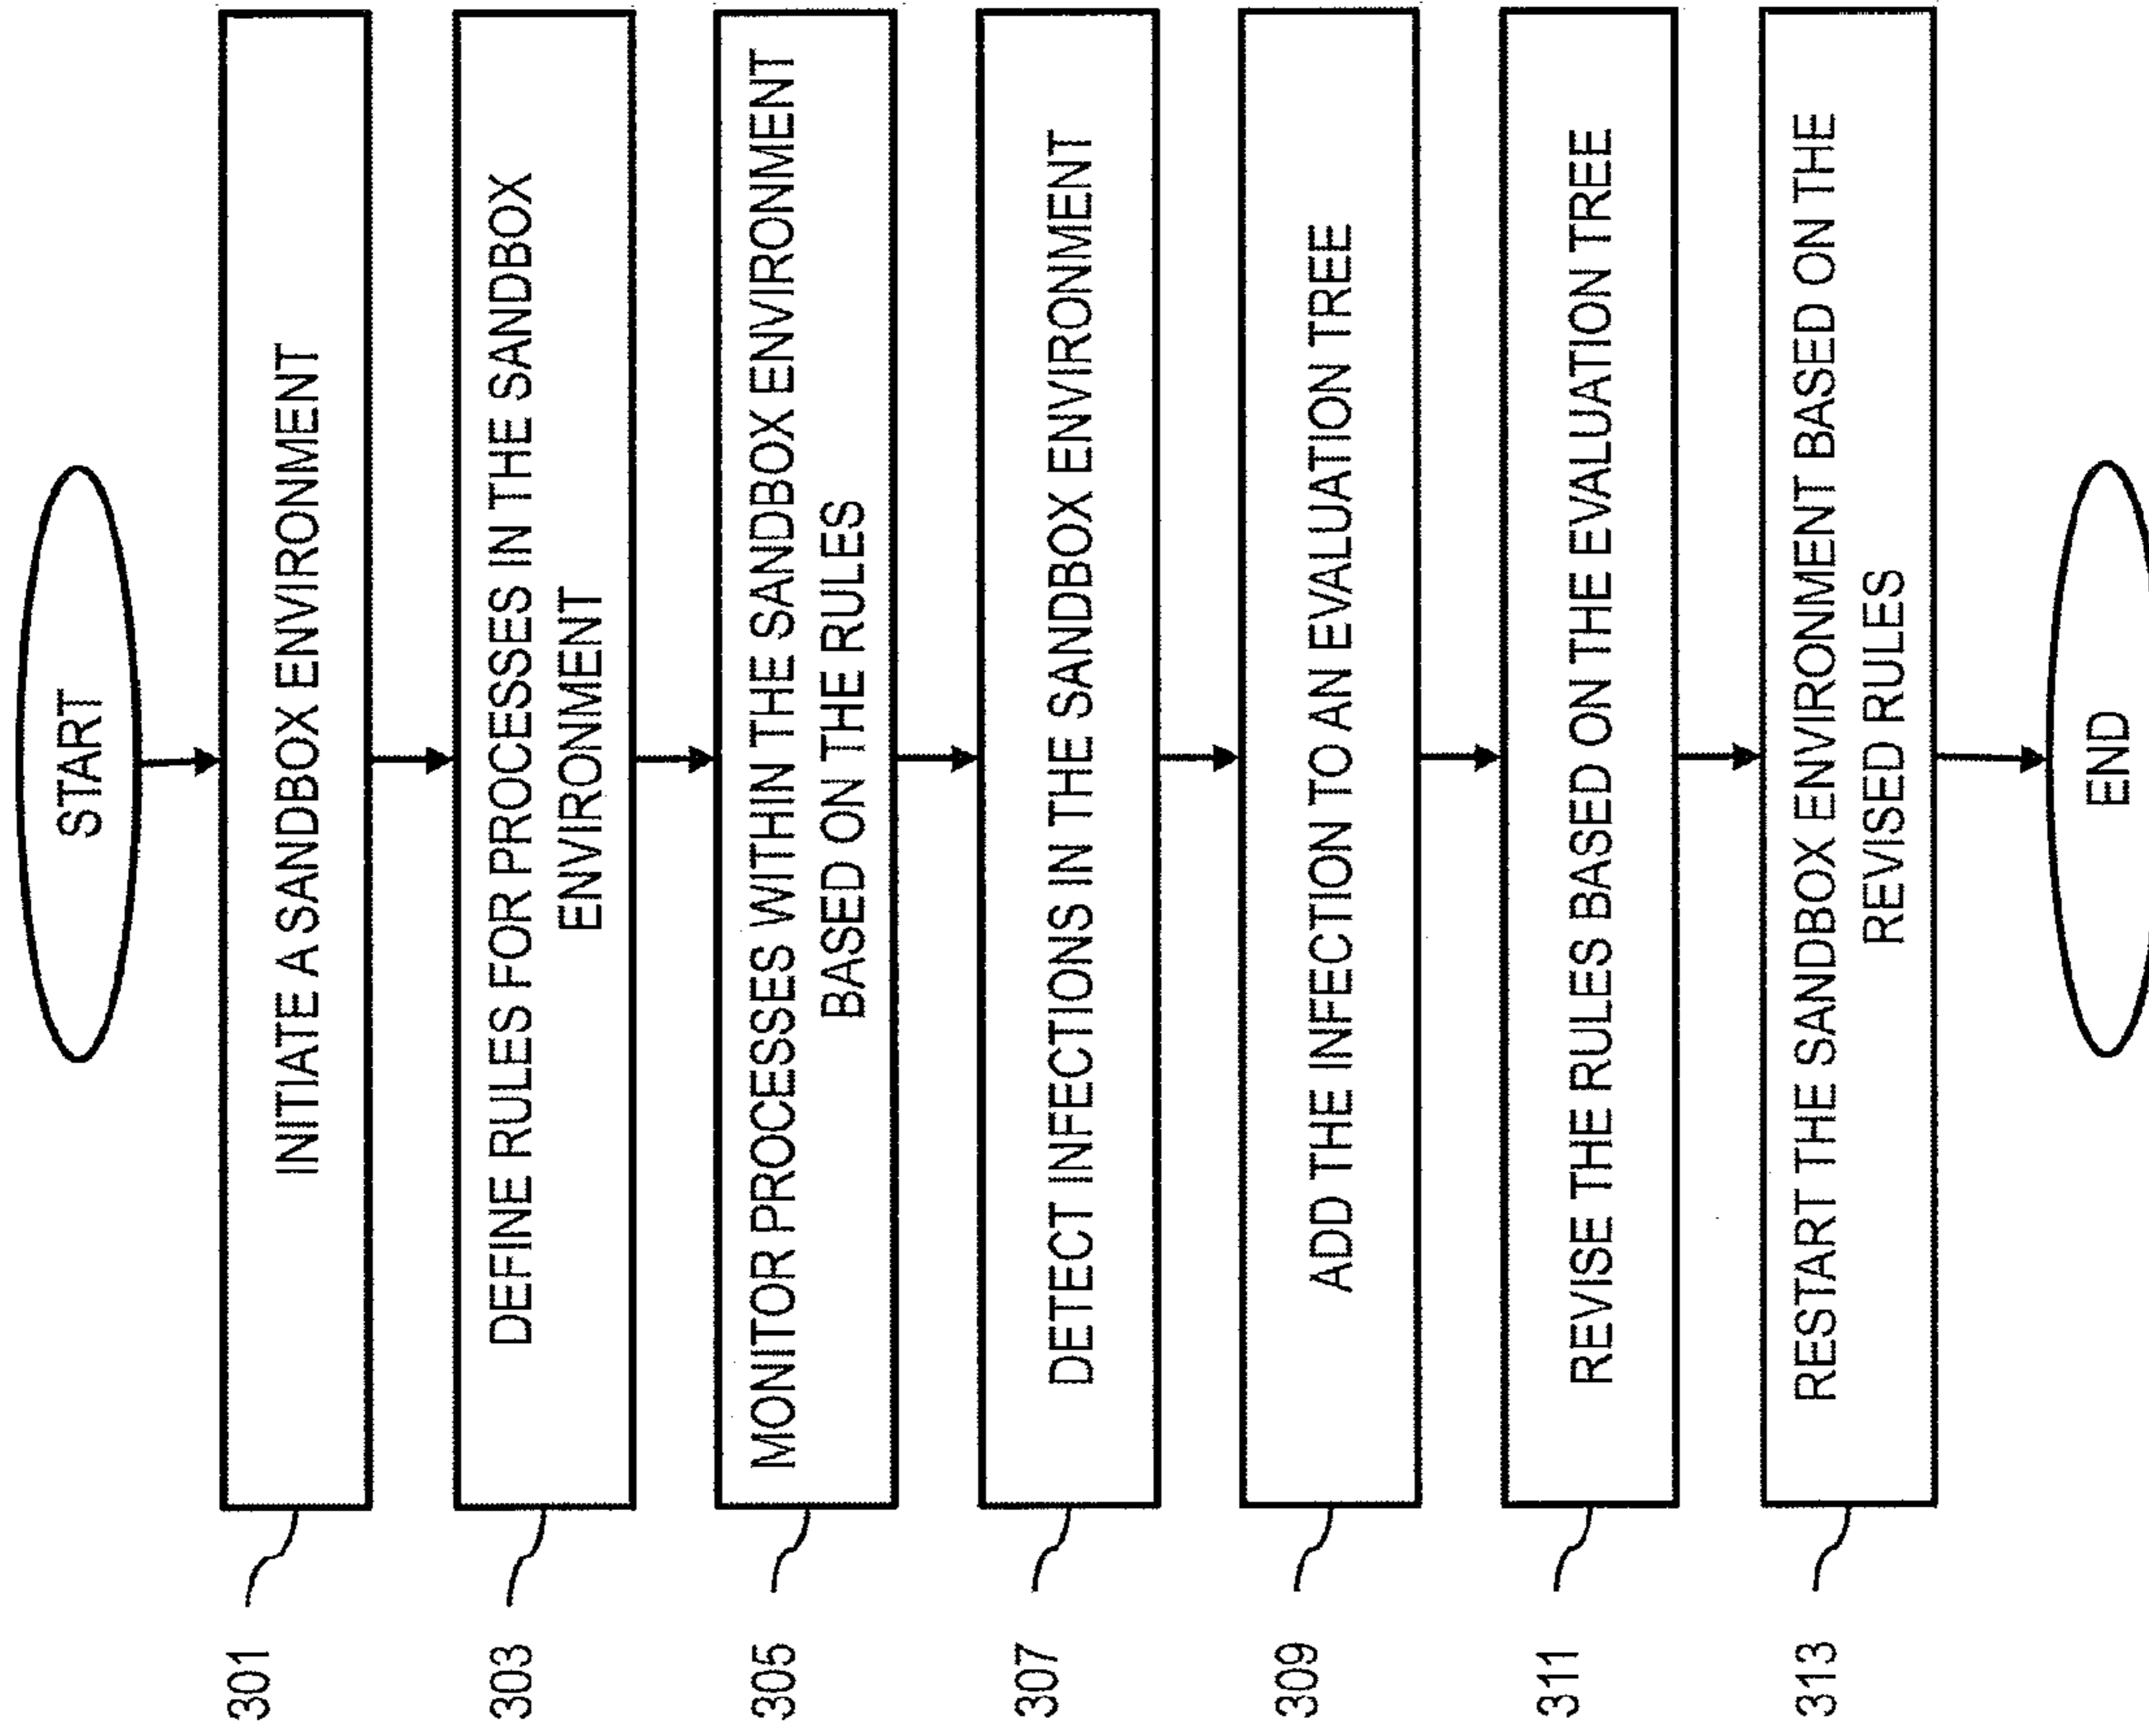 START
301
INITIATE A SANDBOX ENVIRONMENT
303
DEFINE RULES FOR PROCESSES IN THE SANDBOX
ENVIRONMENT
305
MONITOR PROCESSES WITHIN THE SANDBOX ENVIRONMENT
BASED ON THE RULES
307
DETECT INFECTIONS IN THE SANDBOX ENVIRONMENT
309
ADD THE INFECTION TO AN EVALUATION TREE
311
REVISE THE RULES BASED ON THE EVALUATION TREE
313
RESTART THE SANDBOX ENVIRONMENT BASED ON THE
REVISED RULES
END